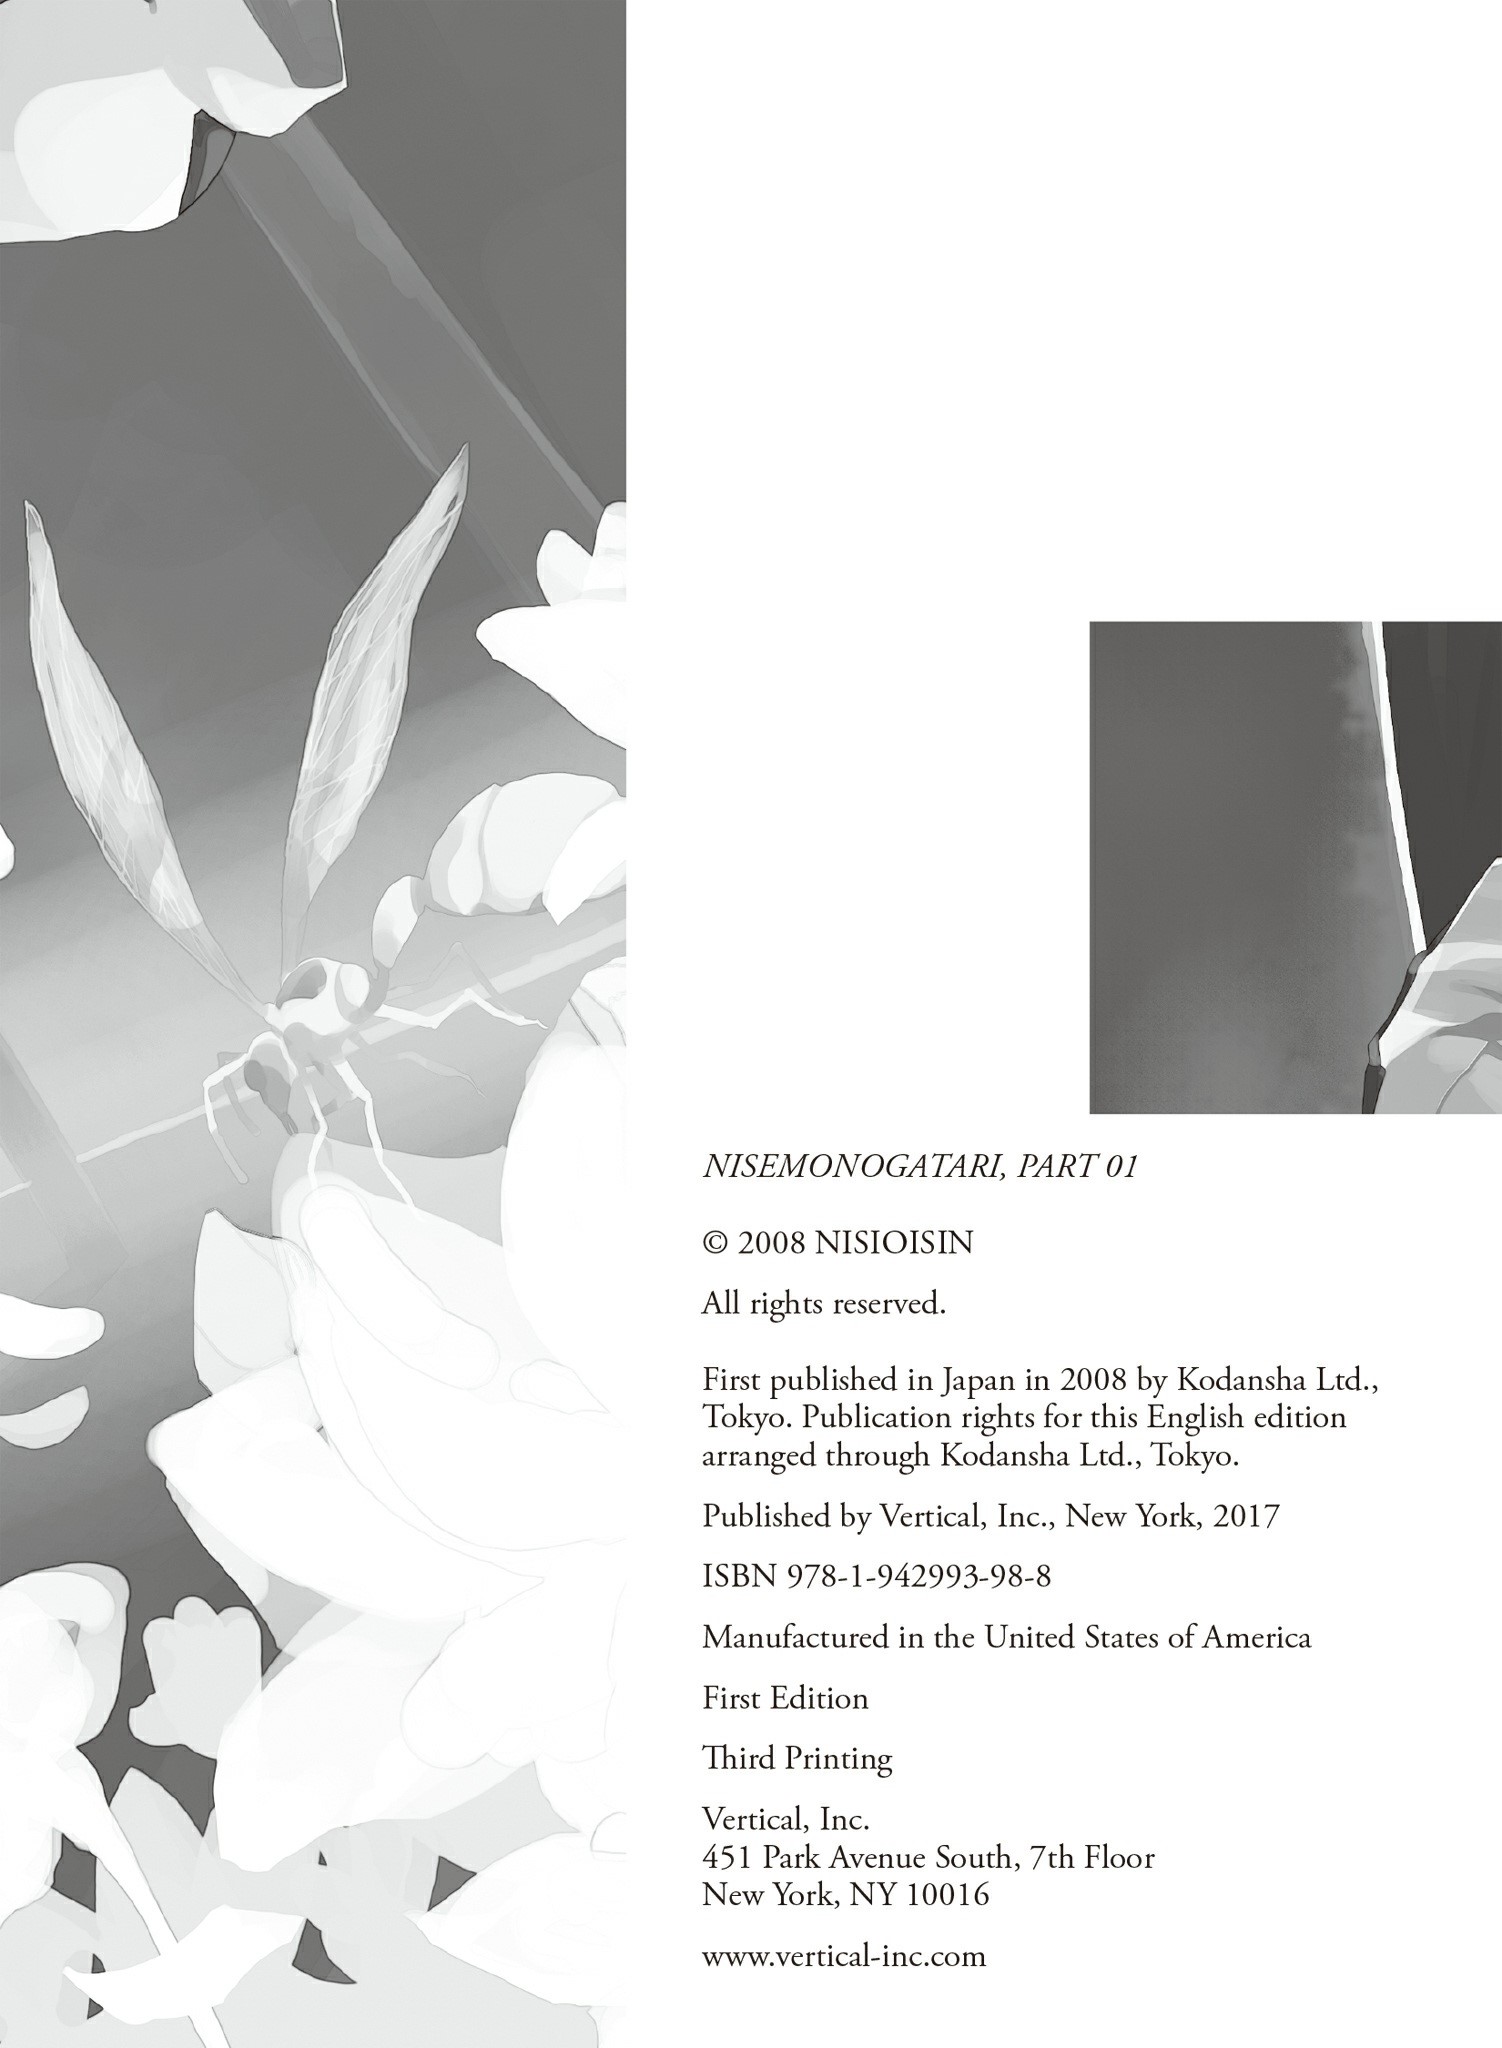 NISEMONOGATARI, PART 01
© 2008 NISIOISIN
All rights reserved.
First published in Japan in 2008 by Kodansha Ltd.,
Tokyo. Publication rights for this English edition
arranged through Kodansha Ltd., Tokyo.
Published by Vertical, Inc., New York, 2017
ISBN 978-1-942993-98-8
Manufactured in the United States of America
First Edition
Third Printing
Vertical, Inc.
451 Park Avenue South, 7th Floor
New York, NY 10016
www.vertical-inc.com